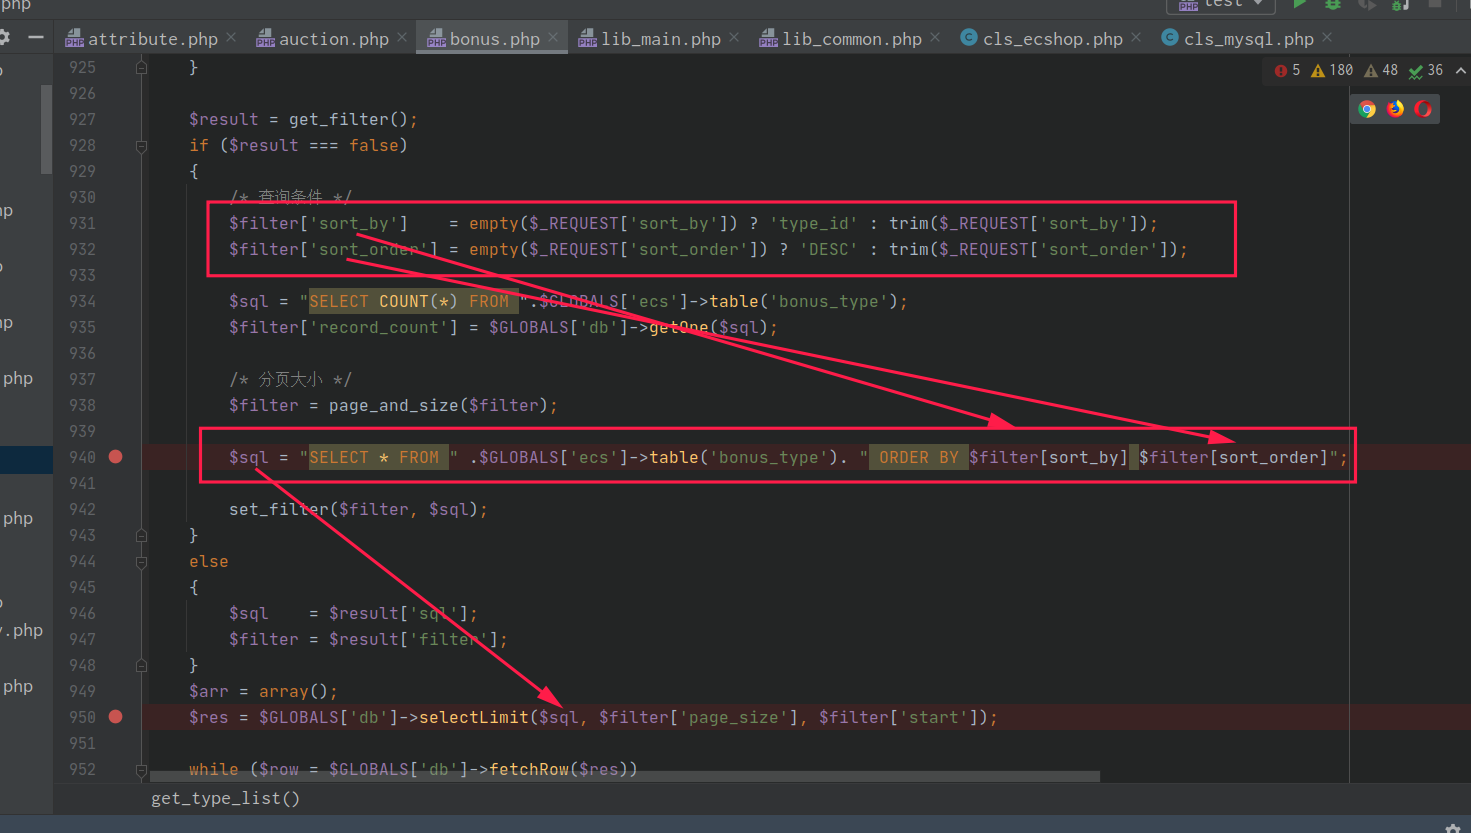 php
test
attribute.php
auction.php
bonus.php
lib_main.php
lib_common.php
cls_ecshop.php
cls_mysql.php
5 180 48 36
925 }
926
927 $result = get_filter();
928 if ($result === false)
929 {
930 /* 查询条件 */
931 $filter['sort_by']    = empty($_REQUEST['sort_by']) ? 'type_id' : trim($_REQUEST['sort_by']);
932 $filter['sort_order'] = empty($_REQUEST['sort_order']) ? 'DESC' : trim($_REQUEST['sort_order']);
933
934 $sql = "SELECT COUNT(*) FROM ".$GLOBALS['ecs']->table('bonus_type');
935 $filter['record_count'] = $GLOBALS['db']->getOne($sql);
936
937 /* 分页大小 */
938 $filter = page_and_size($filter);
939
940 $sql = "SELECT * FROM " .$GLOBALS['ecs']->table('bonus_type'). " ORDER BY $filter[sort_by] $filter[sort_order]";
941
942 set_filter($filter, $sql);
943 }
944 else
945 {
946 $sql    = $result['sql'];
947 $filter = $result['filter'];
948 }
949 $arr = array();
950 $res = $GLOBALS['db']->selectLimit($sql, $filter['page_size'], $filter['start']);
951
952 while ($row = $GLOBALS['db']->fetchRow($res))
get_type_list()